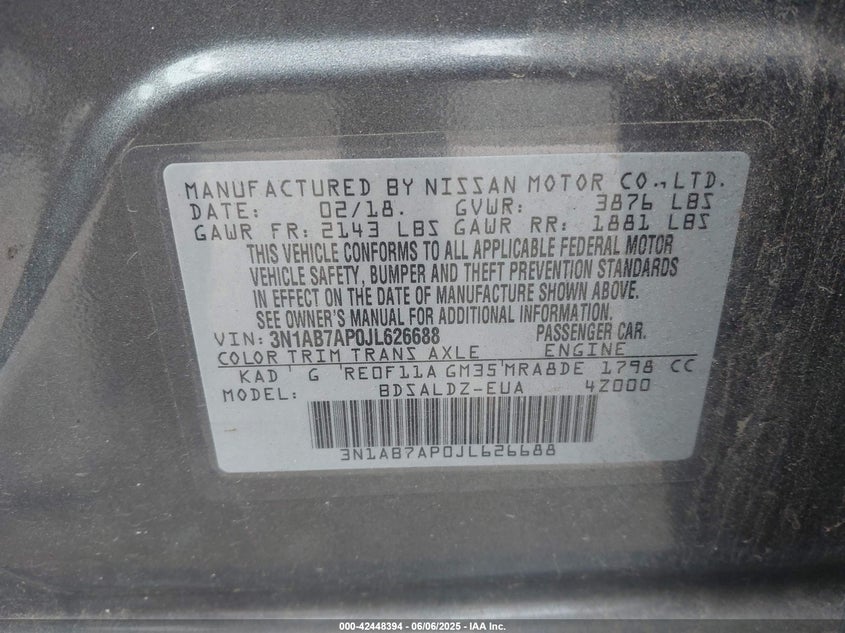 MANUFACTURED BY NISSAN MOTOR CO.,LTD.
DATE: 02/18. GVWR: 3876 LBS
GAWR FR: 2143 LBS GAWR RR: 1881 LBS
THIS VEHICLE CONFORMS TO ALL APPLICABLE FEDERAL MOTOR
VEHICLE SAFETY, BUMPER AND THEFT PREVENTION STANDARDS
IN EFFECT ON THE DATE OF MANUFACTURE SHOWN ABOVE.
SEE OWNER'S MANUAL FOR ADDITIONAL INFORMATION.
VIN: 3N1AB7AP0JL626688 PASSENGER CAR.
COLOR TRIM TRANS AXLE ENGINE
KAD G RE0F11A GM35 MRA8DE 1798 CC
MODEL: BDSALDZ-EUA 4Z000
3N1AB7AP0JL626688
000-42448394 | 06/06/2025 - IAA Inc.